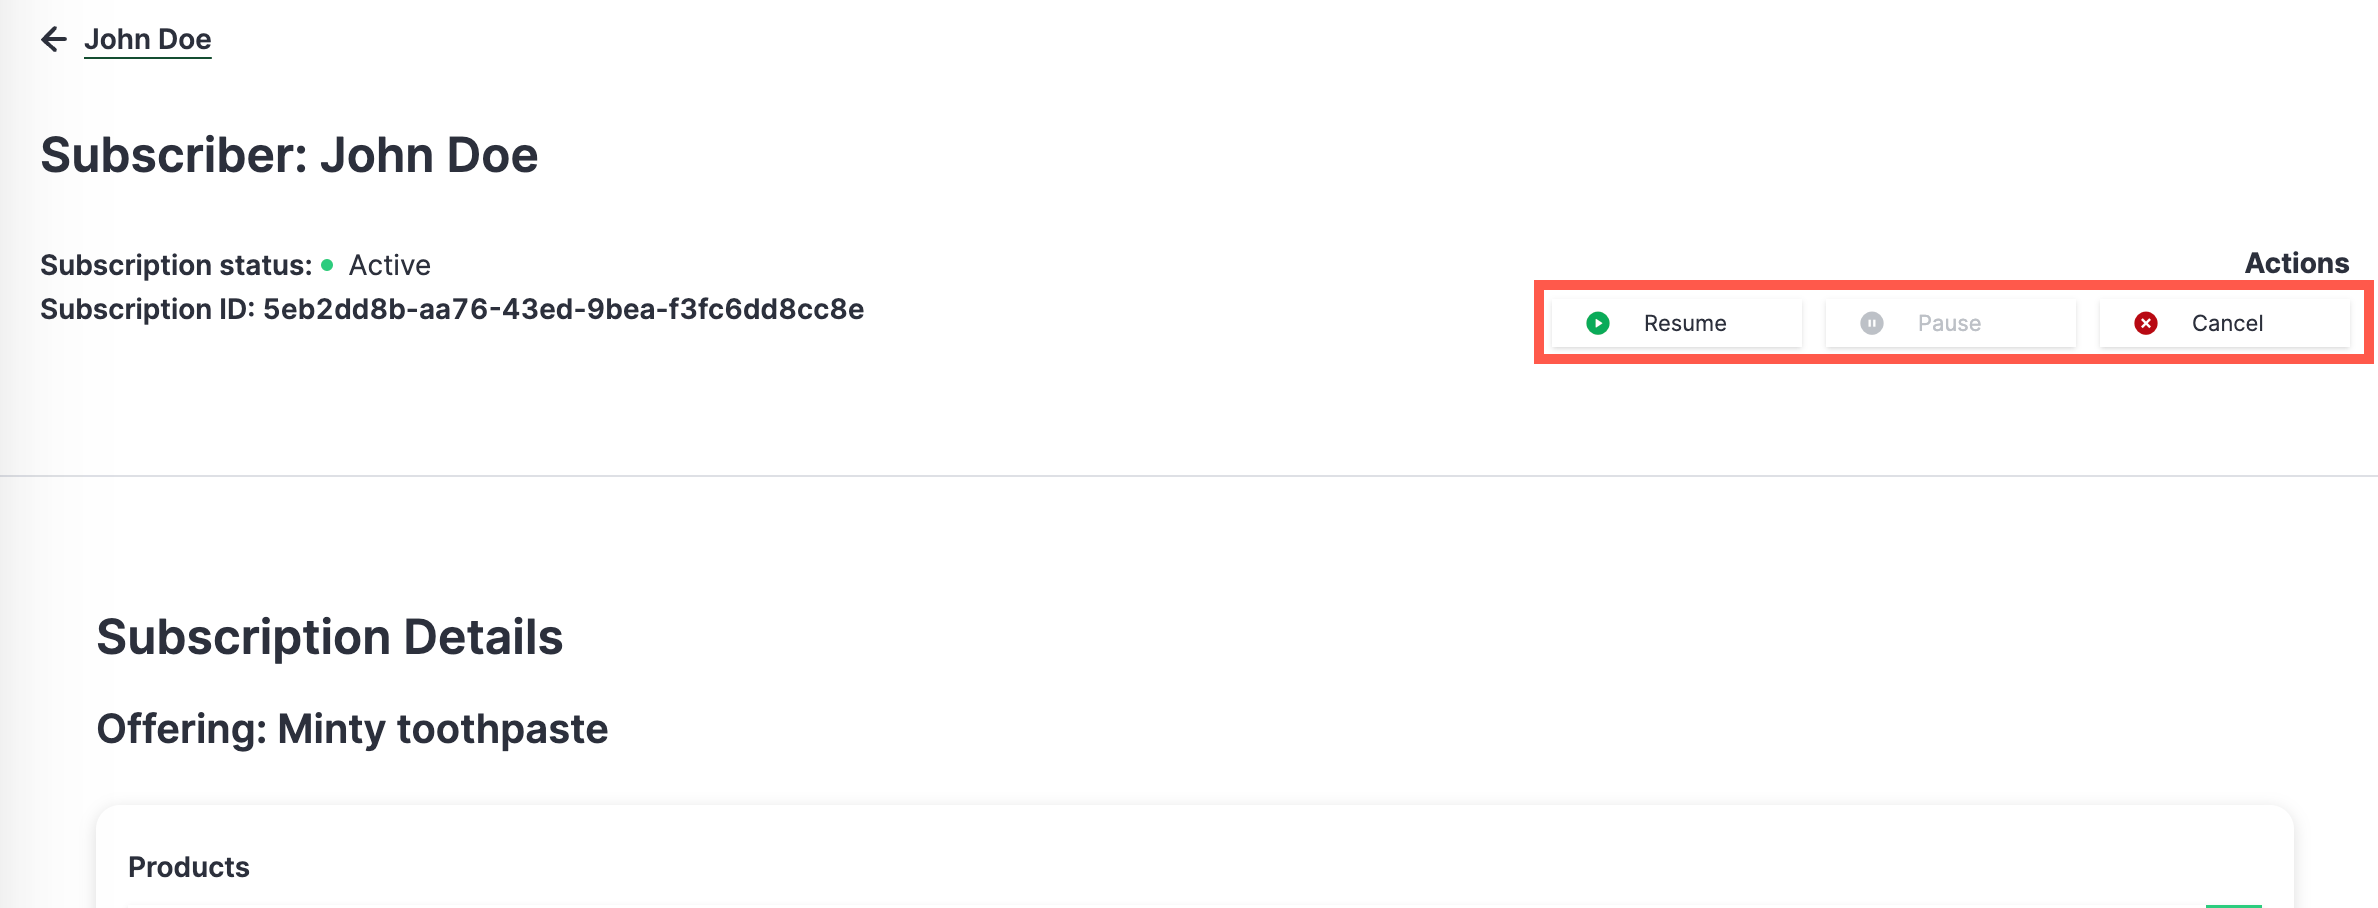 John Doe
Subscriber: John Doe
Subscription status: Active
Subscription ID: 5eb2dd8b-aa76-43ed-9bea-f3fc6dd8cc8e
Actions
Resume Pause Cancel
Subscription Details
Offering: Minty toothpaste
Products